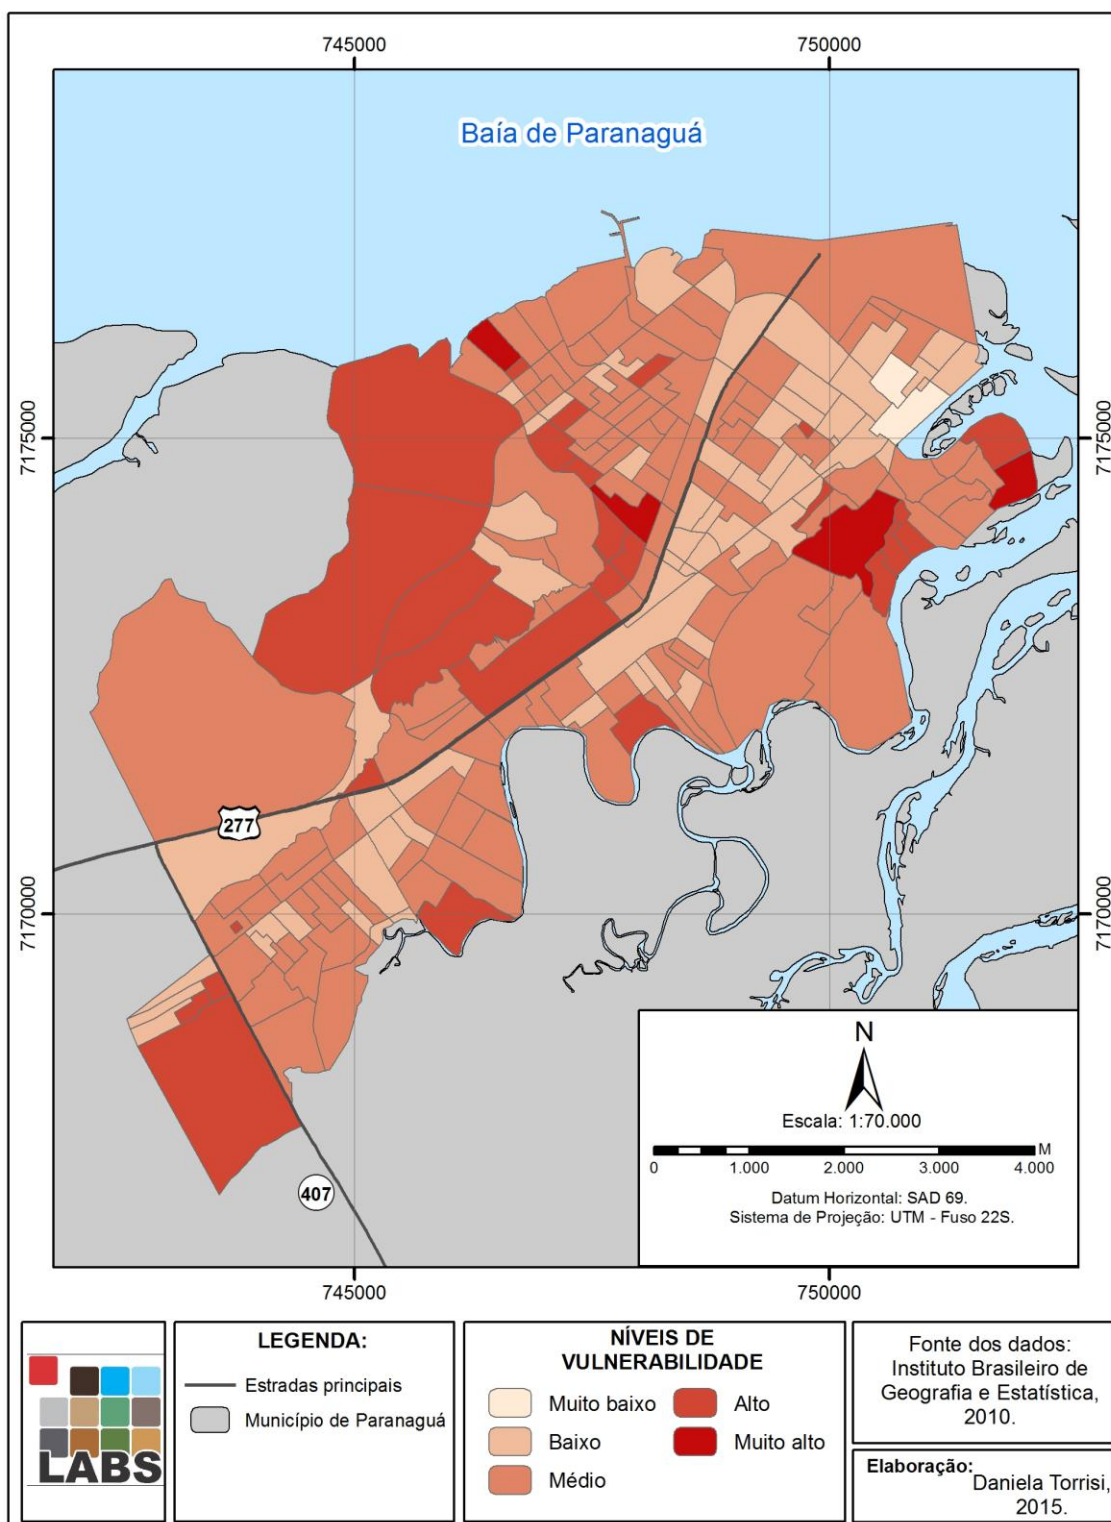 745000
750000
Baía de Paranaguá
7175000
7175000
277
7170000
7170000
N
Escala: 1:70.000
M
0
1.000
2.000
3.000
4.000
Datum Horizontal: SAD 69.
Sistema de Projeção: UTM - Fuso 22S.
407
745000
750000
LABS
LEGENDA:
Estradas principais
Município de Paranaguá
NÍVEIS DE
VULNERABILIDADE
Muito baixo
Alto
Baixo
Muito alto
Médio
Fonte dos dados:
Instituto Brasileiro de
Geografia e Estatística,
2010.
Elaboração:
Daniela Torrisi,
2015.